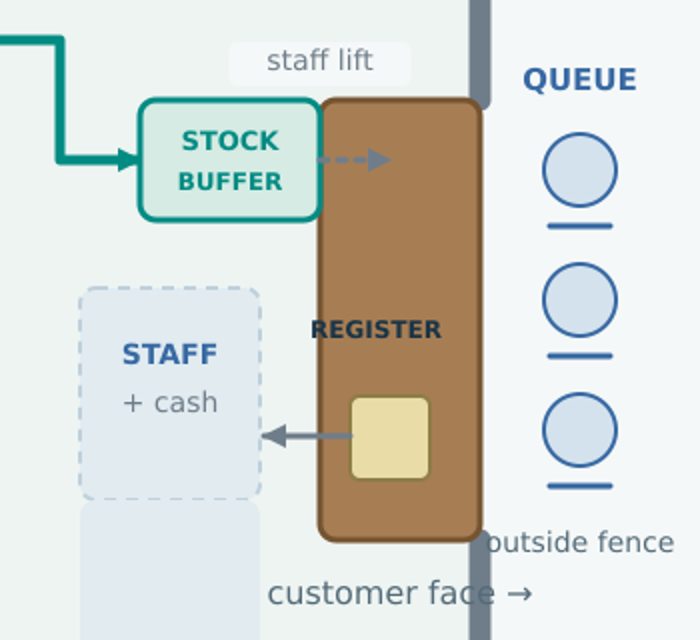 staff lift
QUEUE
STOCK
BUFFER
REGISTER
STAFF
+ cash
outside fence
customer face →